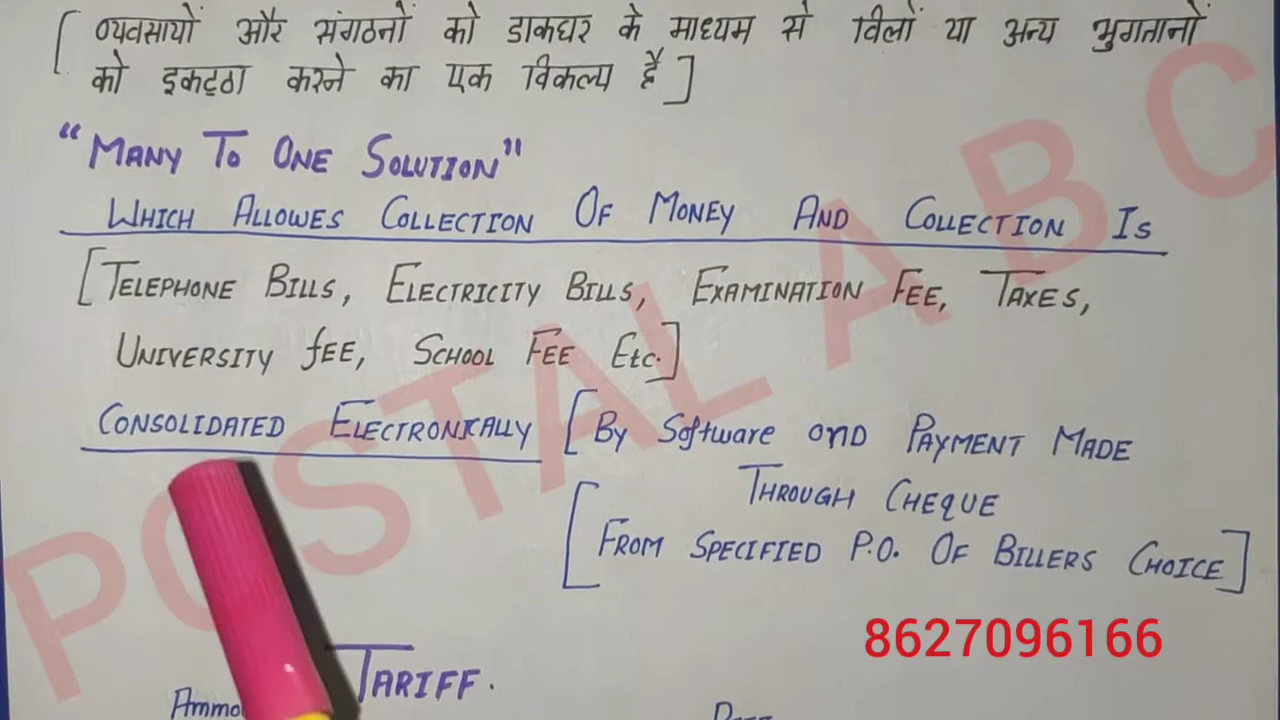 [ व्यवसायों और संगठनों को डाकघर के माध्यम से विलों या अन्य भुगतानों
को इकट्ठा करने का एक विकल्प है ]
"MANY TO ONE SOLUTION"
WHICH ALLOWES COLLECTION OF MONEY AND COLLECTION IS
[TELEPHONE BILLS, ELECTRICITY BILLS, EXAMINATION FEE, TAXES,
UNIVERSITY fEE, SCHOOL FEE Etc.]
CONSOLIDATED ELECTRONICALLY [By Software and PAYMENT MADE
THROUGH CHEQUE
[FROM SPECIFIED P.O. OF BILLERS CHOICE]
8627096166
TARIFF.
POSTAL ABC